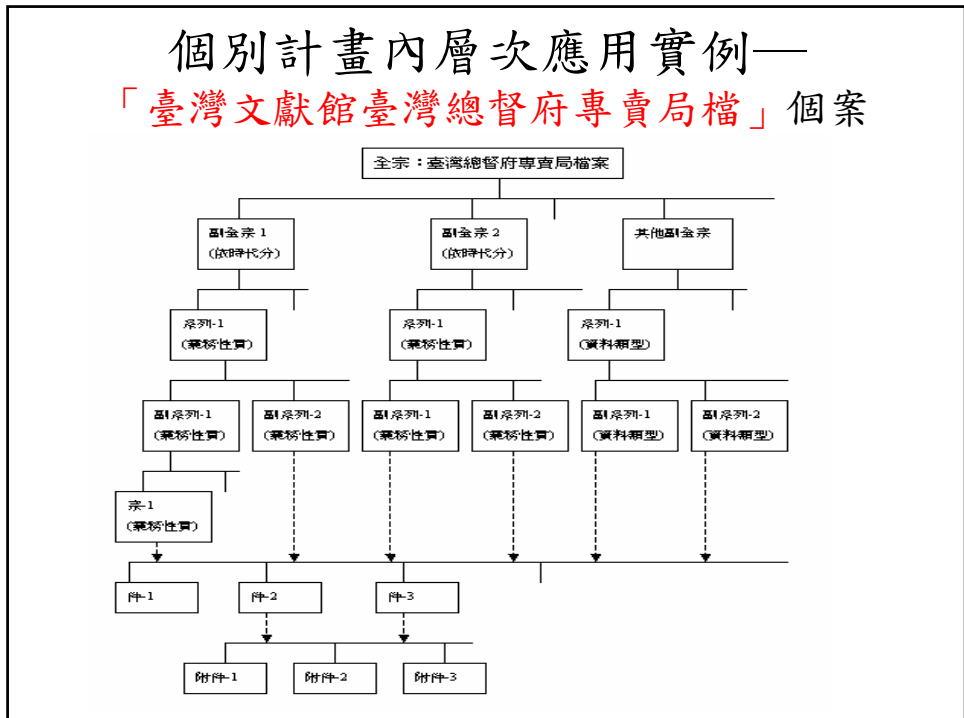 個別計畫內層次應用實例—
「臺灣文獻館臺灣總督府專賣局檔」個案
全宗：臺灣總督府專賣局檔案
副全宗1
(依時代分)
副全宗2
(依時代分)
其他副全宗
系列-1
(業務性質)
系列-1
(業務性質)
系列-1
(資料類型)
副系列-1
(業務性質)
副系列-2
(業務性質)
副系列-1
(業務性質)
副系列-2
(業務性質)
副系列-1
(資料類型)
副系列-2
(資料類型)
宗-1
(業務性質)
件-1
件-2
件-3
附件-1
附件-2
附件-3